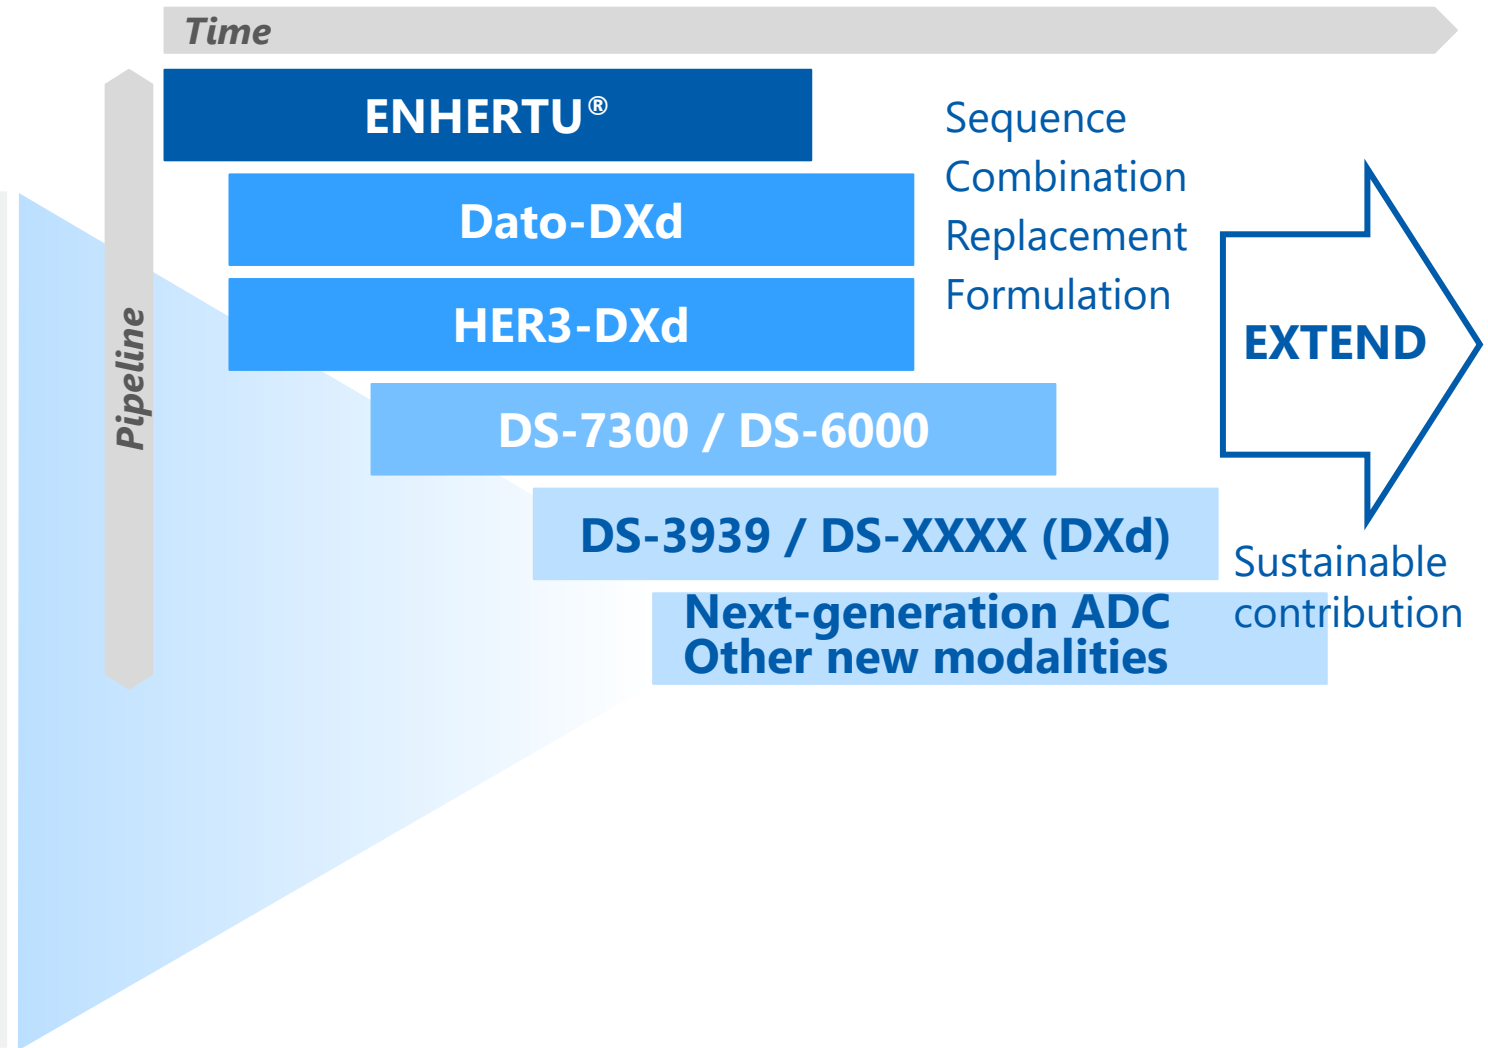 Time
Pipeline
ENHERTU®
Dato-DXd
HER3-DXd
DS-7300 / DS-6000
DS-3939 / DS-XXXX (DXd)
Next-generation ADC
Other new modalities
Sequence
Combination
Replacement
Formulation
EXTEND
Sustainable
contribution